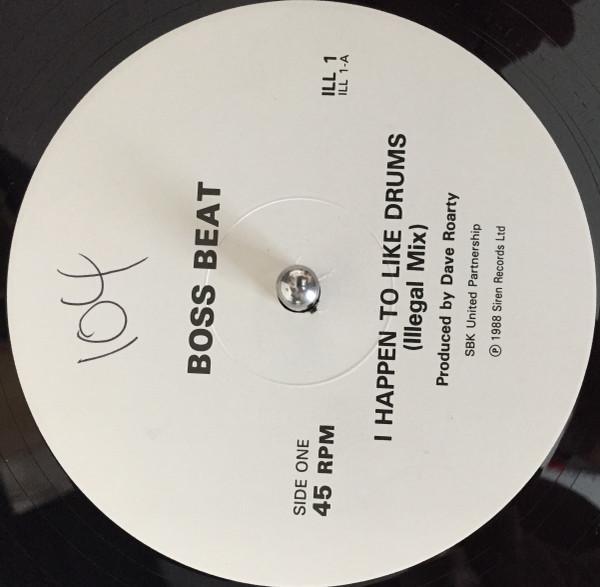 104
BOSS BEAT
SIDE ONE
45 RPM
ILL 1
ILL 1-A
I HAPPEN TO LIKE DRUMS
(Illegal Mix)
Produced by Dave Roarty
SBK United Partnership
℗ 1988 Siren Records Ltd